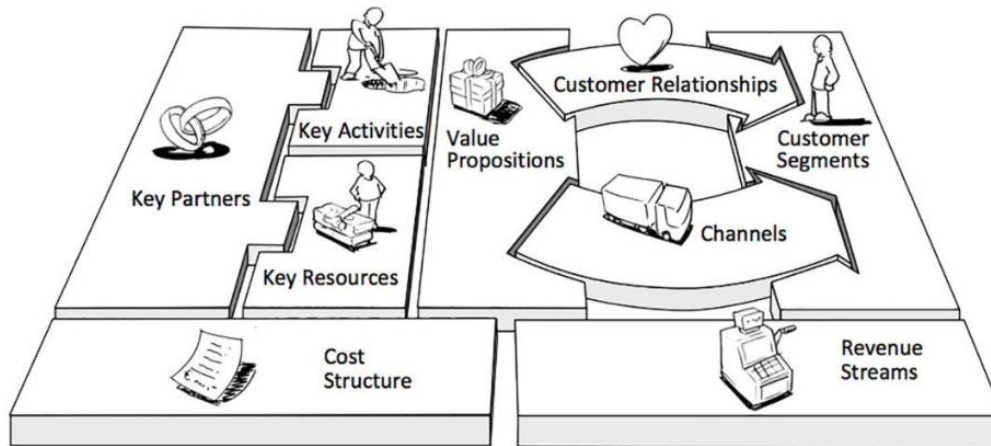 Key Partners
Key Activities
Key Resources
Value
Propositions
Customer Relationships
Channels
Customer
Segments
Cost
Structure
Revenue
Streams